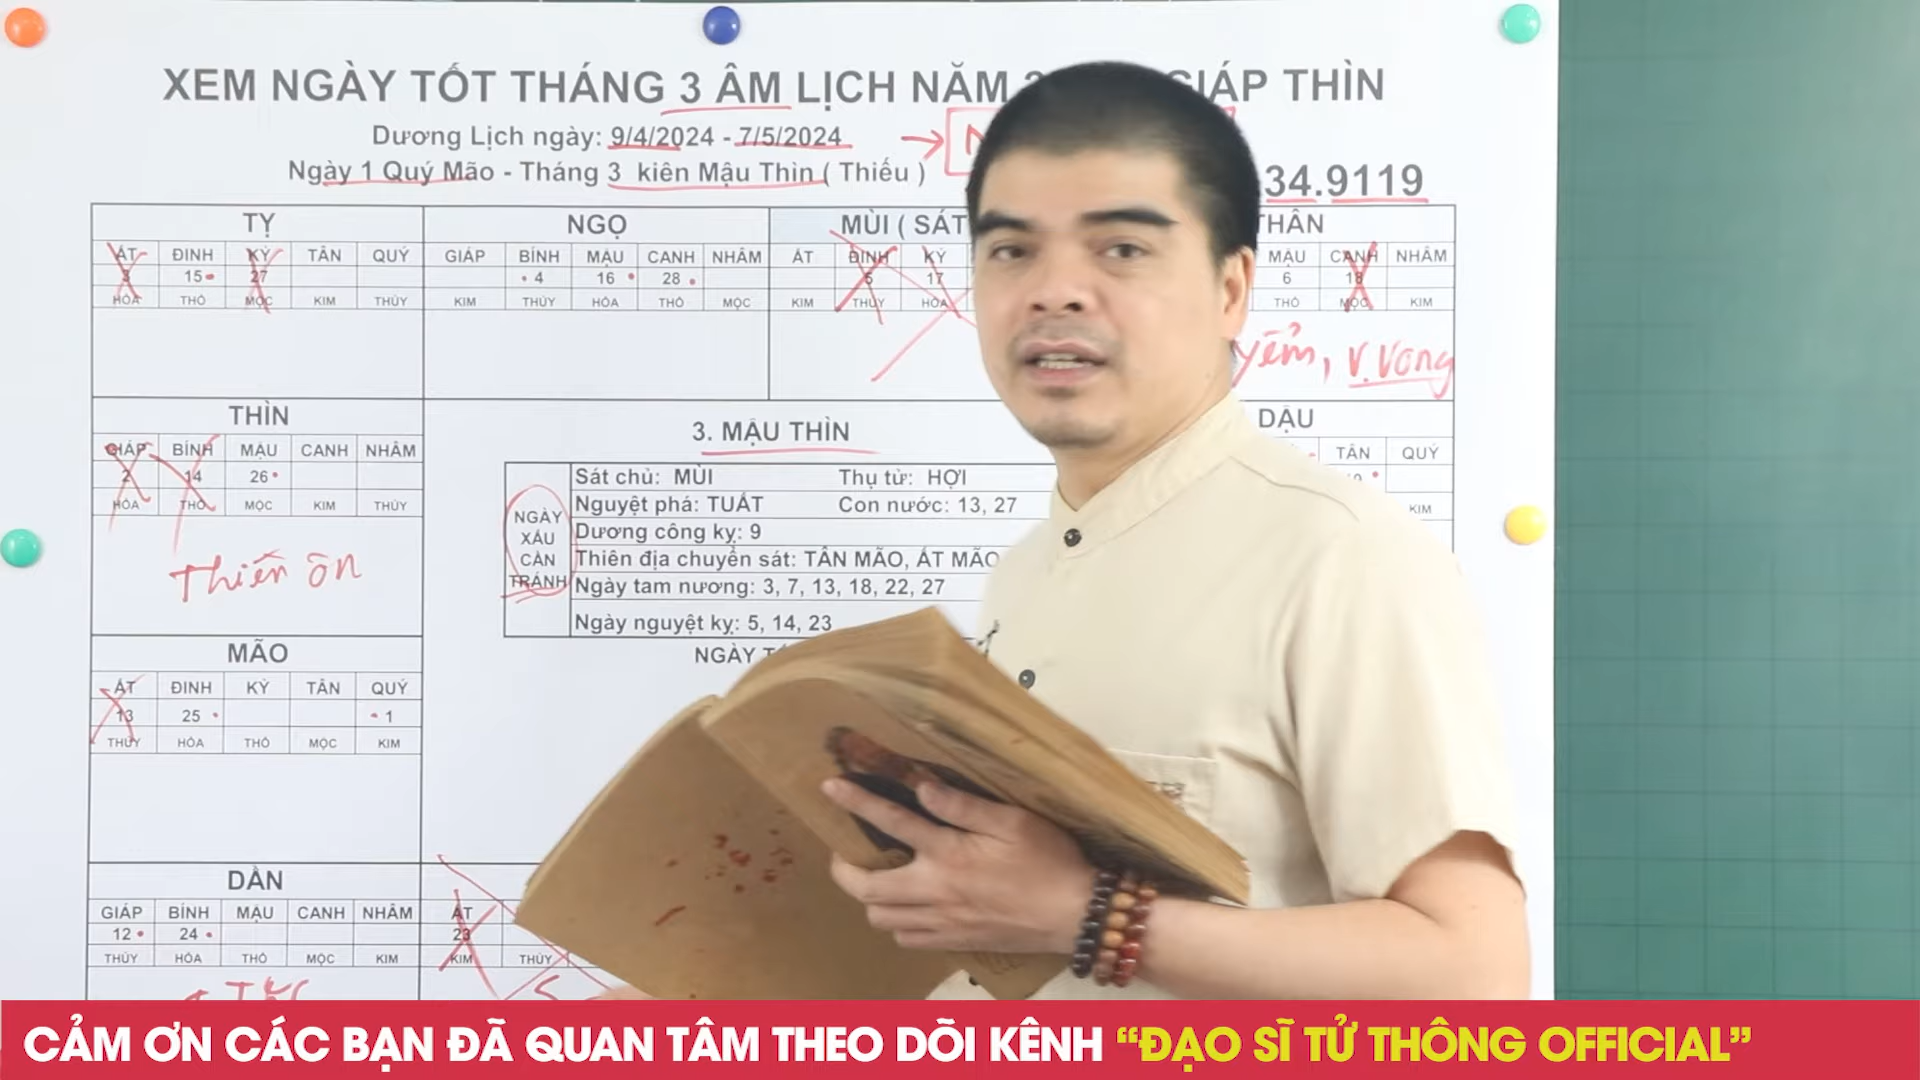 XEM NGÀY TỐT THÁNG 3 ÂM LỊCH NĂM GIÁP THÌN
Dương Lịch ngày: 9/4/2024 - 7/5/2024
Ngày 1 Quý Mão - Tháng 3 kiên Mậu Thìn ( Thiếu )
34.9119
TỴ
ẤT ĐINH KỶ TÂN QUÝ
3 15 27
HỎA THỔ MỘC KIM THỦY
NGỌ
GIÁP BÍNH MẬU CANH NHÂM
4 16 28
KIM THỦY HỎA THỔ MỘC
MÙI ( SÁT
ẤT ĐINH KỶ
5 17
KIM THỦY HỎA
THÂN
MẬU CANH NHÂM
6 18
THỔ MỘC KIM
yểm, V.Vong
THÌN
GIÁP BÍNH MẬU CANH NHÂM
2 14 26
HỎA THỔ MỘC KIM THỦY
Thiên ôn
3. MẬU THÌN
NGÀY XẤU CẦN TRÁNH
Sát chủ: MÙI Thụ tử: HỢI
Nguyệt phá: TUẤT Con nước: 13, 27
Dương công kỵ: 9
Thiên địa chuyển sát: TÂN MÃO, ẤT MÃO
Ngày tam nương: 3, 7, 13, 18, 22, 27
Ngày nguyệt kỵ: 5, 14, 23
NGÀY
DẬU
TÂN QUÝ
KIM
MÃO
ẤT ĐINH KỶ TÂN QUÝ
13 25 1
THỦY HỎA THỔ MỘC KIM
DẦN
GIÁP BÍNH MẬU CANH NHÂM
12 24
THỦY HỎA THỔ MỘC KIM
ẤT
23
KIM THỦY
CẢM ƠN CÁC BẠN ĐÃ QUAN TÂM THEO DÕI KÊNH “ĐẠO SĨ TỬ THÔNG OFFICIAL”